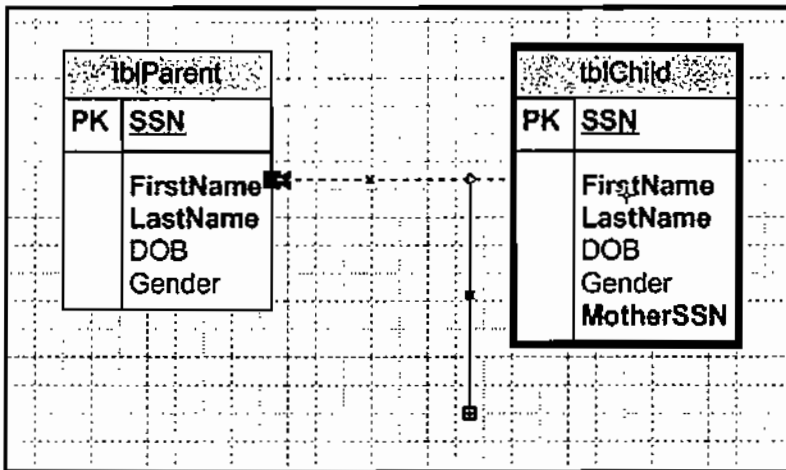 tblParent
PK SSN
FirstName
LastName
DOB
Gender
tblChild
PK SSN
FirstName
LastName
DOB
Gender
MotherSSN